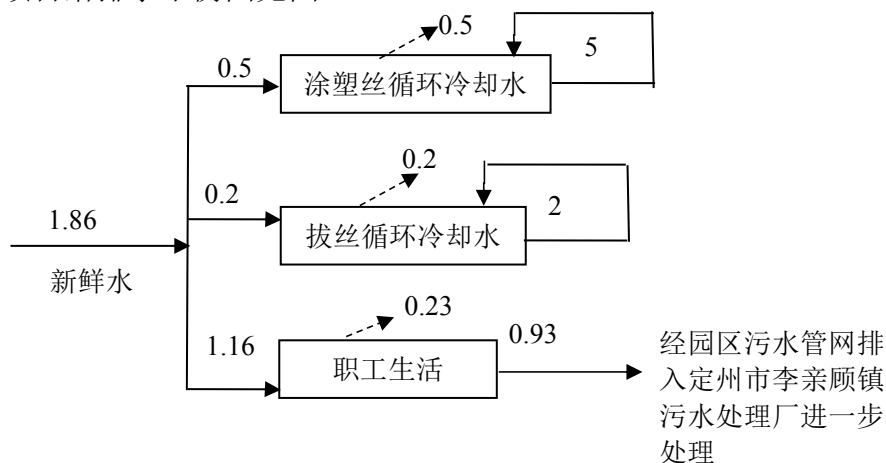 0.5
0.5
5
涂塑丝循环冷却水
0.2
0.2
2
拔丝循环冷却水
1.86
新鲜水
0.23
1.16
0.93
职工生活
经园区污水管网排
入定州市李亲顾镇
污水处理厂进一步
处理